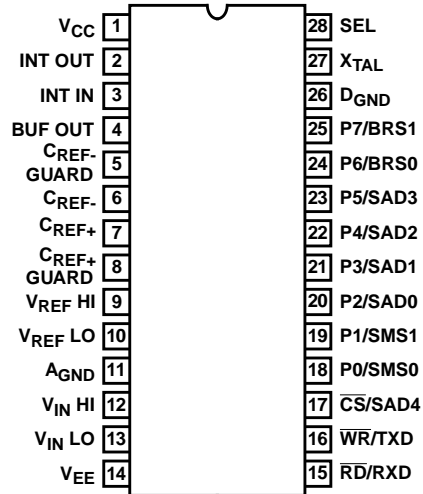 VCC 1
INT OUT 2
INT IN 3
BUF OUT 4
CREF-
GUARD 5
CREF- 6
CREF+ 7
CREF+
GUARD 8
VREF HI 9
VREF LO 10
AGND 11
VIN HI 12
VIN LO 13
VEE 14
28 SEL
27 XTAL
26 DGND
25 P7/BRS1
24 P6/BRS0
23 P5/SAD3
22 P4/SAD2
21 P3/SAD1
20 P2/SAD0
19 P1/SMS1
18 P0/SMS0
17 C̅S̅/SAD4
16 W̅R̅/TXD
15 R̅D̅/RXD